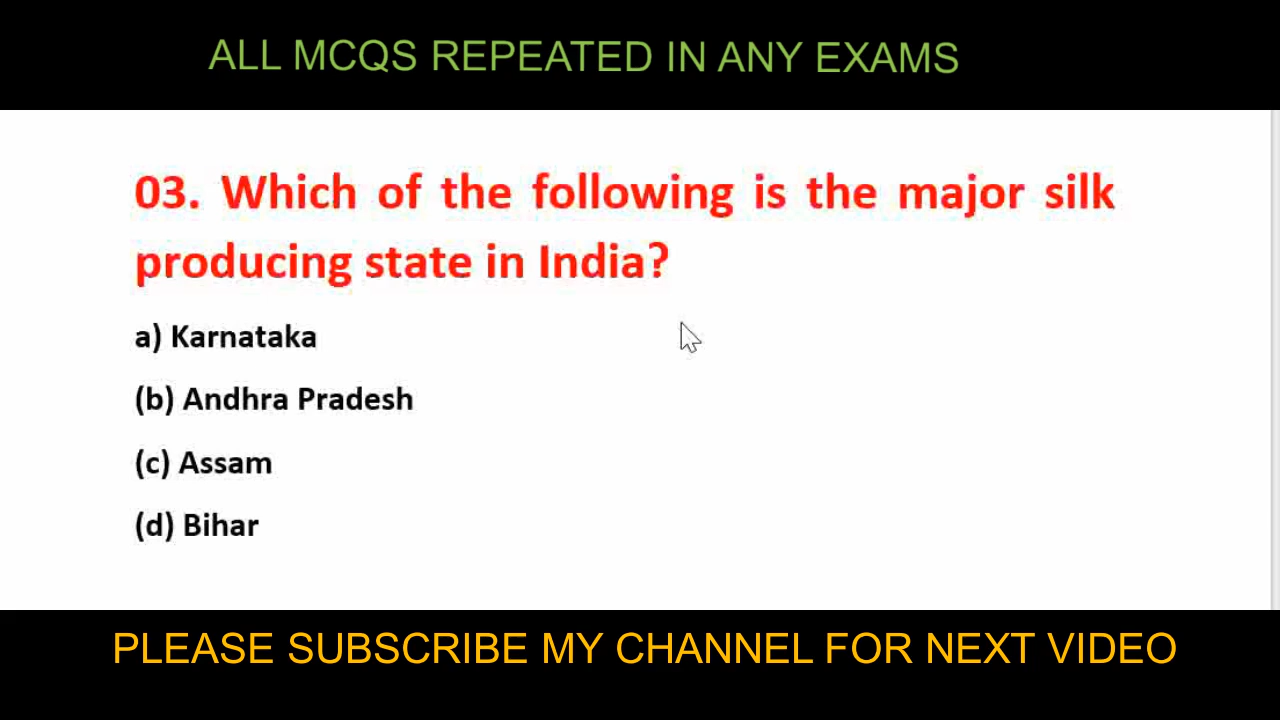 ALL MCQS REPEATED IN ANY EXAMS
03. Which of the following is the major silk
producing state in India?
a) Karnataka
(b) Andhra Pradesh
(c) Assam
(d) Bihar
PLEASE SUBSCRIBE MY CHANNEL FOR NEXT VIDEO